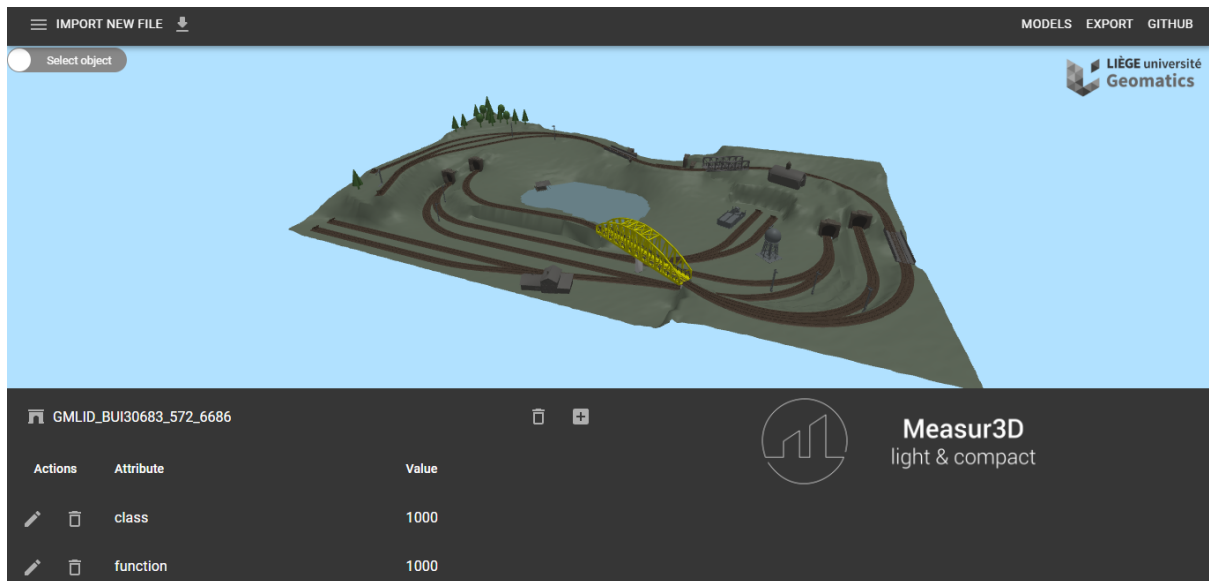 IMPORT NEW FILE
MODELS EXPORT GITHUB
Select object
LIÈGE université
Geomatics
GMLID_BUI30683_572_6686
Measur3D
light & compact
Actions Attribute Value
class 1000
function 1000